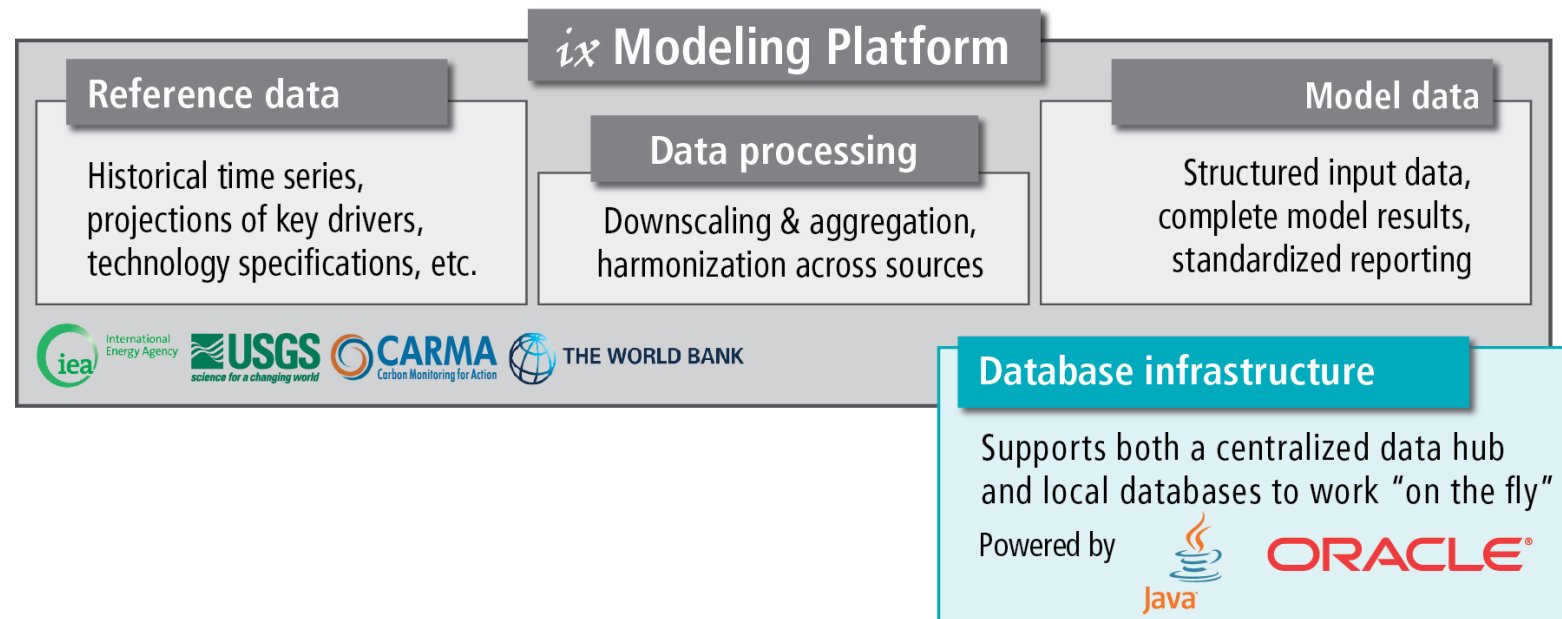 ix Modeling Platform
Reference data
Historical time series,
projections of key drivers,
technology specifications, etc.
Data processing
Downscaling & aggregation,
harmonization across sources
Model data
Structured input data,
complete model results,
standardized reporting
iea
International
Energy Agency
USGS
science for a changing world
CARMA
Carbon Monitoring for Action
THE WORLD BANK
Database infrastructure
Supports both a centralized data hub
and local databases to work “on the fly”
Powered by
Java
ORACLE®